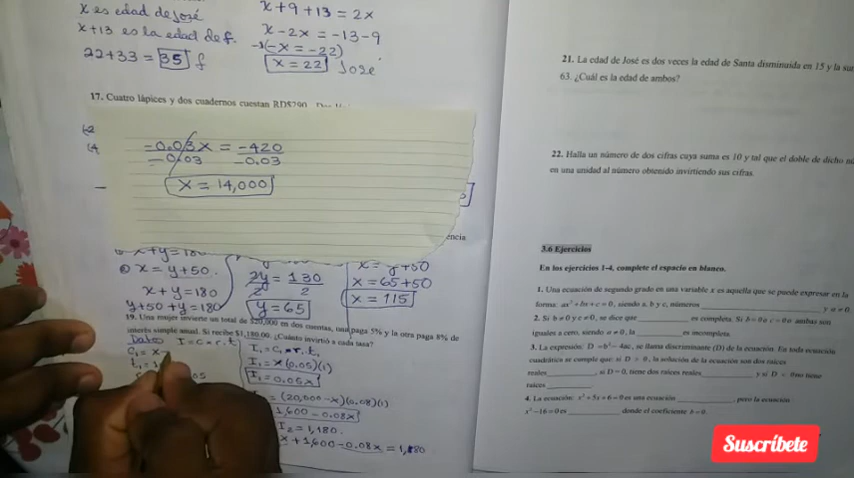 x es edad de José
x+13 es la edad de f.
22+33 = 35 f
x+9+13 = 2x
x-2x = -13-9
-1(-x = -22)
x = 22 José
17. Cuatro lápices y dos cuadernos cuestan
-0.03x = -420
-0.03 -0.03
x = 14,000
encia
x+y=180
② x = y+50
x+y=180
y+50+y=180
2y = 130
2 2
y = 65
x = y+50
x = 65+50
x = 115
19. Una mujer invierte un total de $20,000 en dos cuentas, una paga 5% y la otra paga 8% de
interés simple anual. Si recibe $1,180.00. ¿Cuánto invirtió a cada tasa?
Datos I = c × r. t
C₁ = x
t₁ = 1
05
I₁ = C₁ × r. t₁
I₁ = x(0.05)(1)
I₁ = 0.05x
= (20,000-x)(0.08)(1)
1,600-0.08x
I₂ = 1,180.
x + 1,600-0.08x = 1,180
21. La edad de José es dos veces la edad de Santa disminuida en 15 y la
63. ¿Cuál es la edad de ambos?
22. Halla un número de dos cifras cuya suma es 10 y tal que el doble de dicho
en una unidad al número obtenido invirtiendo sus cifras.
3.6 Ejercicios
En los ejercicios 1-4, complete el espacio en blanco.
1. Una ecuación de segundo grado en una variable x es aquella que se puede expresar en la
forma: ax²+bx+c=0, siendo a, b y c, números y a≠0.
2. Si b≠0 y c≠0, se dice que es completa. Si b=0 o c=0 o ambos son
iguales a cero, siendo a≠0, la es incompleta.
3. La expresión: D=b²-4ac, se llama discriminante (D) de la ecuación. En toda ecuación
cuadrática se cumple que: si D > 0, la solución de la ecuación son dos raíces
reales , si D=0, tiene dos raíces reales y si D < 0 no tiene
raíces
4. La ecuación: x²+5x+6=0 es una ecuación , pero la ecuación
x²-16=0 es donde el coeficiente b=0.
Suscríbete